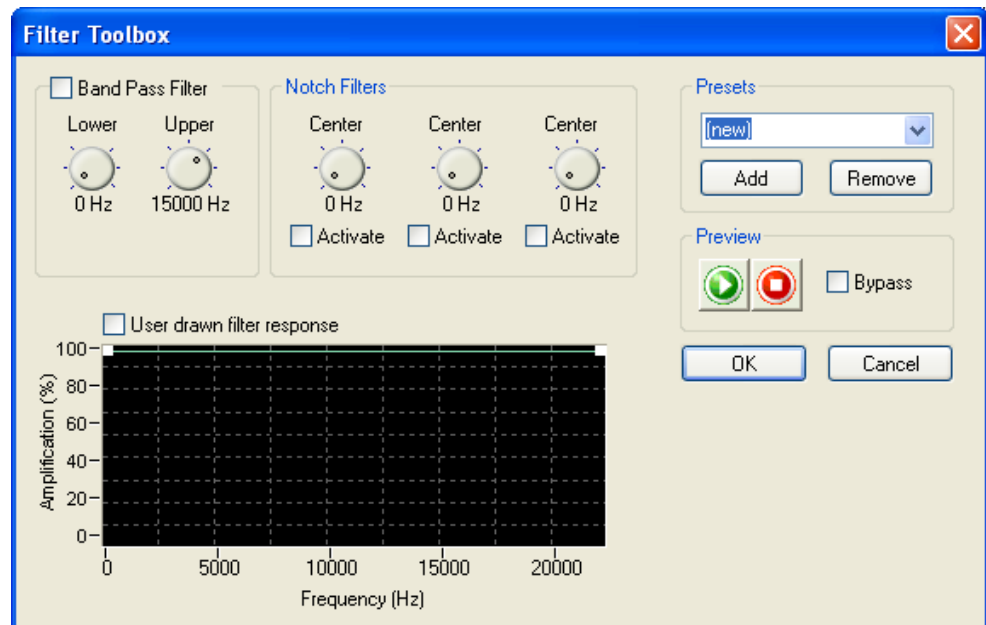 Filter Toolbox
Band Pass Filter
Lower Upper
0 Hz 15000 Hz
Notch Filters
Center Center Center
0 Hz 0 Hz 0 Hz
Activate Activate Activate
Presets
(new)
Add Remove
Preview
Bypass
OK Cancel
User drawn filter response
Amplification (%)
100
80
60
40
20
0
0 5000 10000 15000 20000
Frequency (Hz)